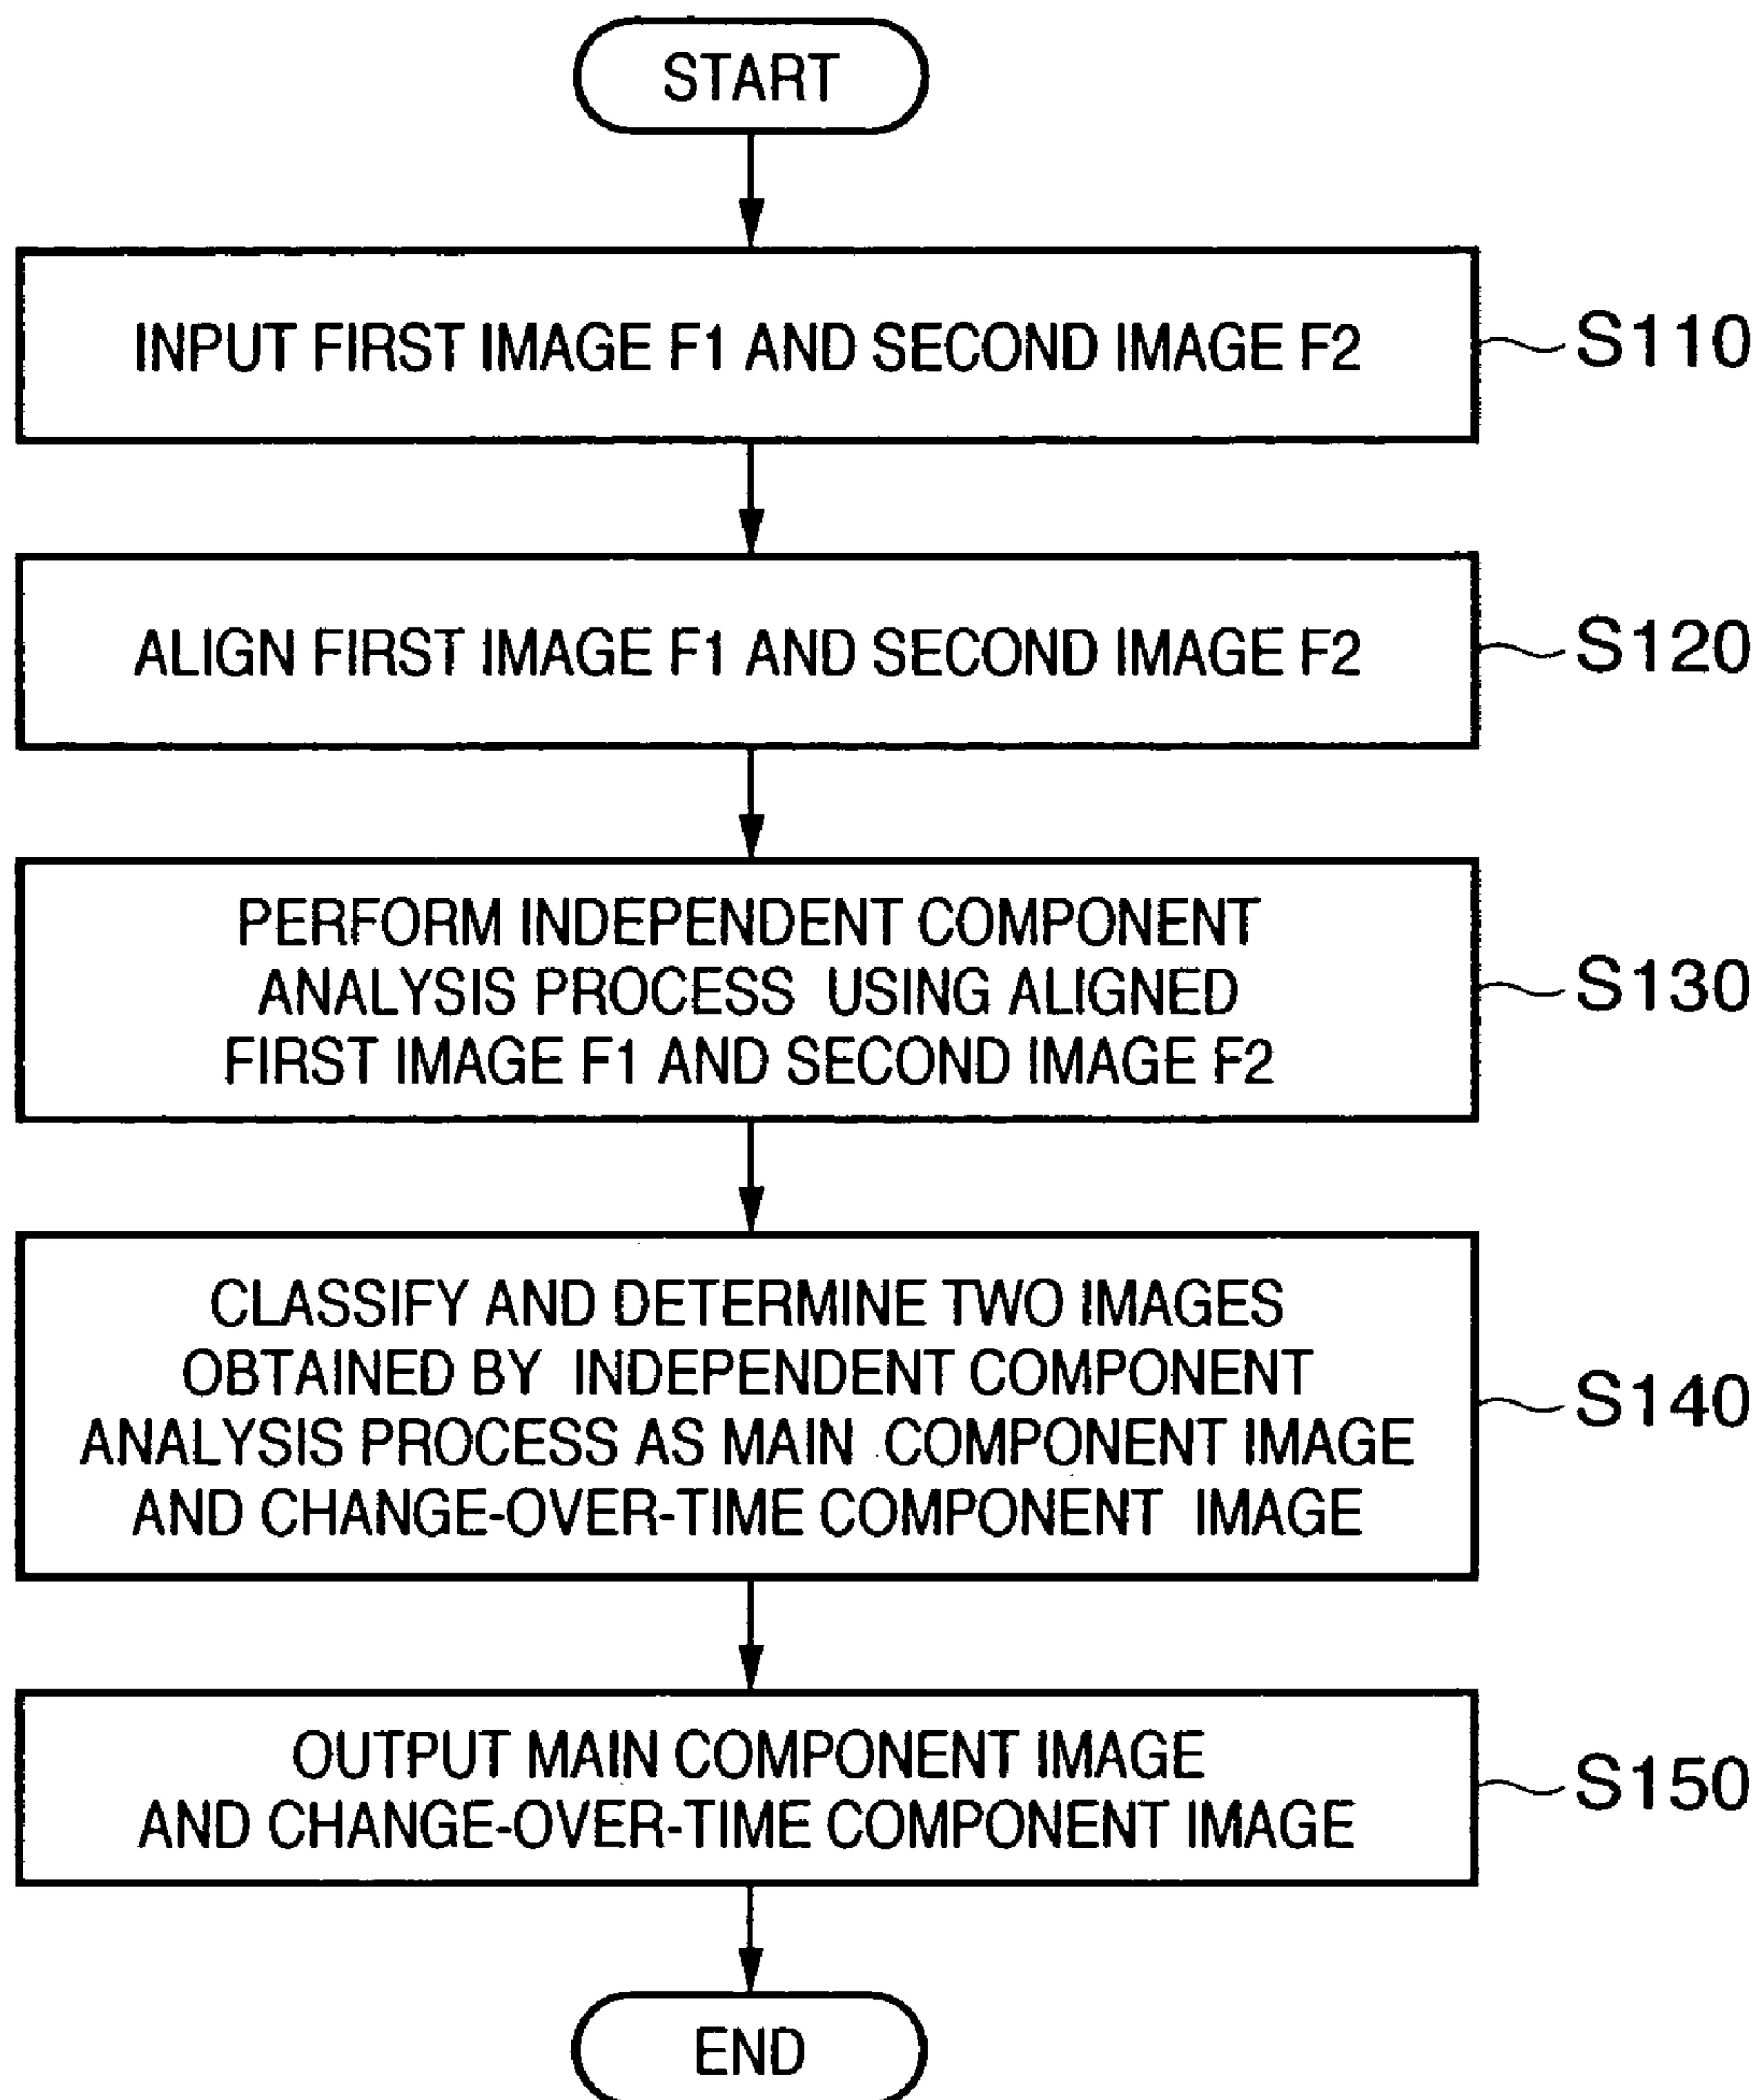 START
INPUT FIRST IMAGE F1 AND SECOND IMAGE F2
S110
ALIGN FIRST IMAGE F1 AND SECOND IMAGE F2
S120
PERFORM INDEPENDENT COMPONENT
ANALYSIS PROCESS USING ALIGNED
FIRST IMAGE F1 AND SECOND IMAGE F2
S130
CLASSIFY AND DETERMINE TWO IMAGES
OBTAINED BY INDEPENDENT COMPONENT
ANALYSIS PROCESS AS MAIN COMPONENT IMAGE
AND CHANGE-OVER-TIME COMPONENT IMAGE
S140
OUTPUT MAIN COMPONENT IMAGE
AND CHANGE-OVER-TIME COMPONENT IMAGE
S150
END